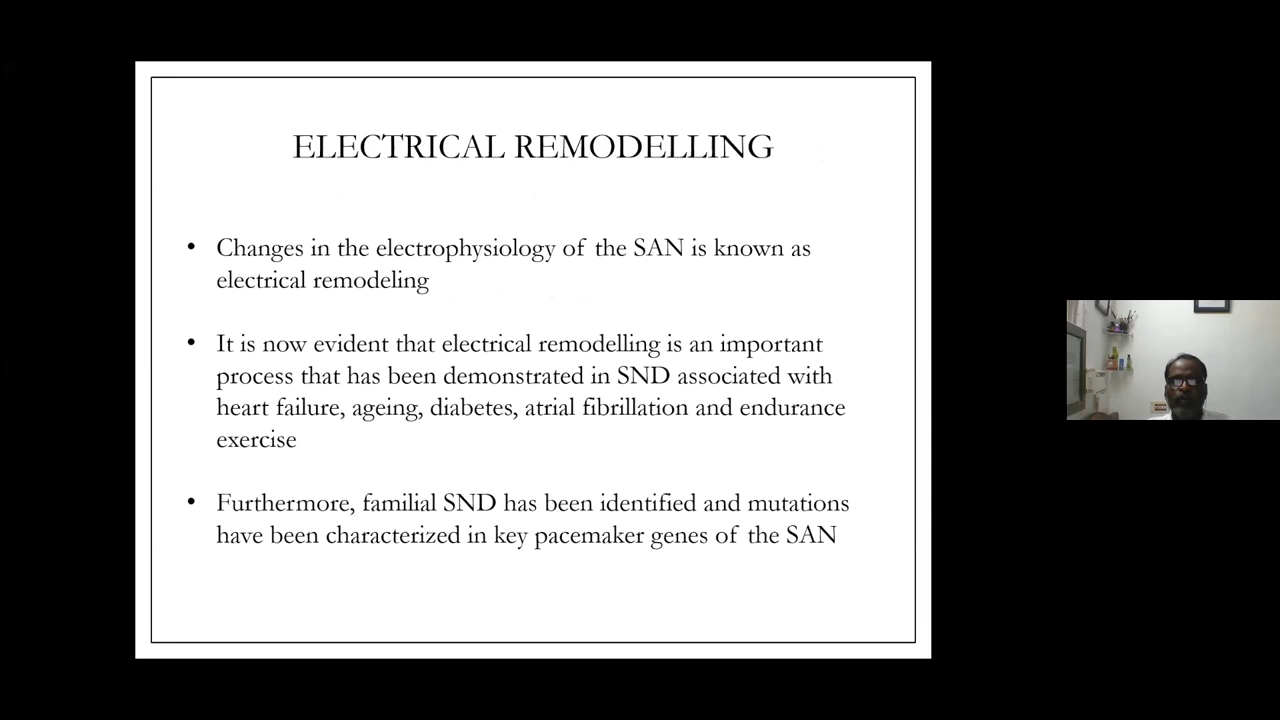 ELECTRICAL REMODELLING
• Changes in the electrophysiology of the SAN is known as
electrical remodeling
• It is now evident that electrical remodelling is an important
process that has been demonstrated in SND associated with
heart failure, ageing, diabetes, atrial fibrillation and endurance
exercise
• Furthermore, familial SND has been identified and mutations
have been characterized in key pacemaker genes of the SAN